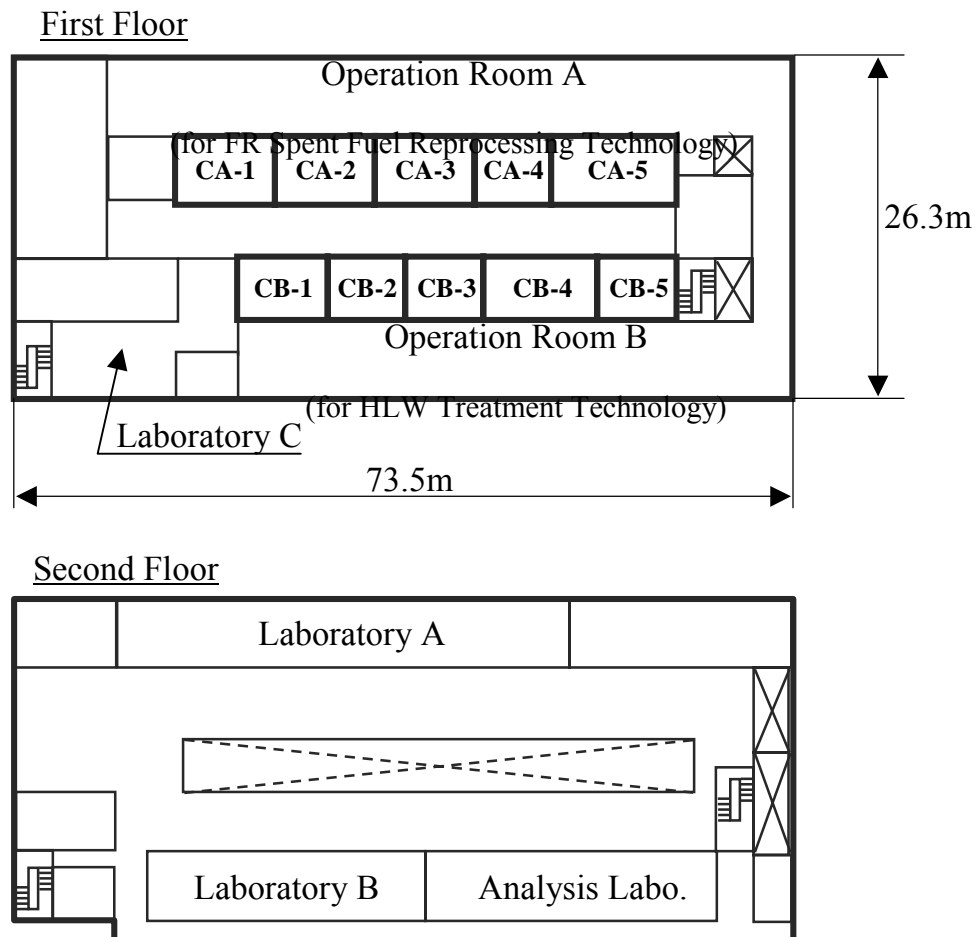 First Floor
Operation Room A
(for FR Spent Fuel Reprocessing Technology)
CA-1 CA-2 CA-3 CA-4 CA-5
26.3m
CB-1 CB-2 CB-3 CB-4 CB-5
Operation Room B
(for HLW Treatment Technology)
Laboratory C
73.5m
Second Floor
Laboratory A
Laboratory B Analysis Labo.